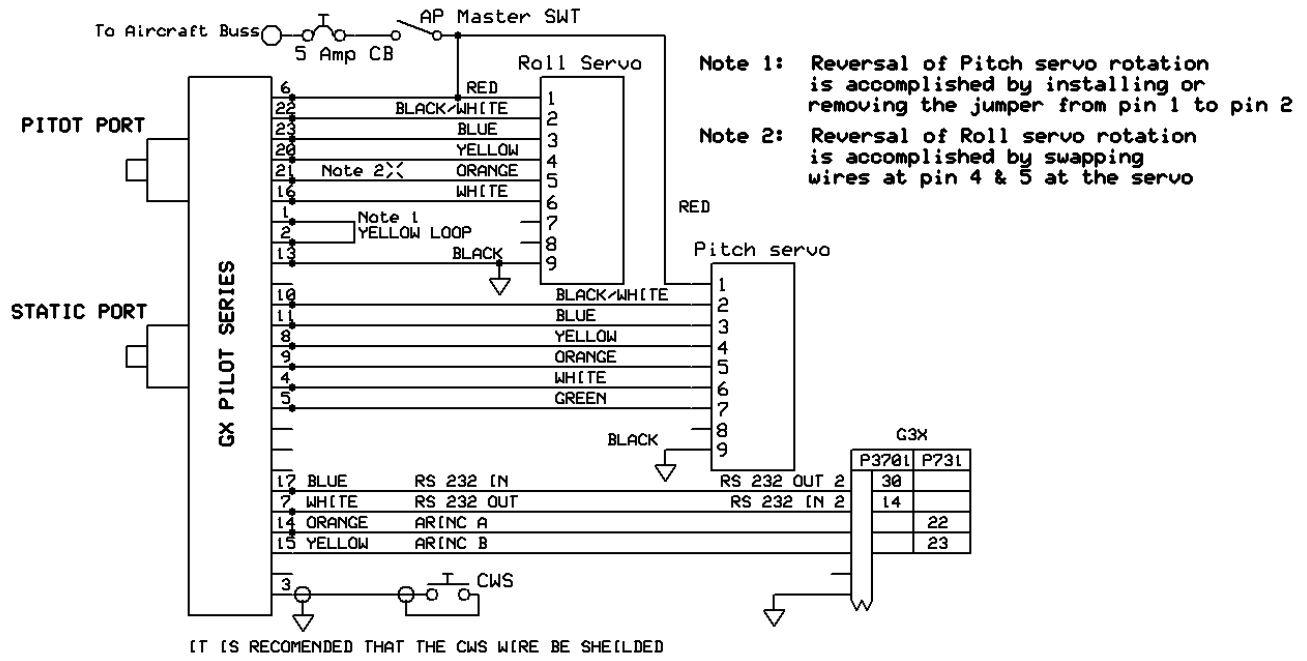 To Aircraft Buss
5 Amp CB
AP Master SWT
PITOT PORT
STATIC PORT
GX PILOT SERIES
Roll Servo
6 RED 1
22 BLACK/WHITE 2
23 BLUE 3
20 YELLOW 4
21 Note 2 ORANGE 5
16 WHITE 6
1 Note 1 7
2 YELLOW LOOP 8
13 BLACK 9
Note 1: Reversal of Pitch servo rotation
is accomplished by installing or
removing the jumper from pin 1 to pin 2
Note 2: Reversal of Roll servo rotation
is accomplished by swapping
wires at pin 4 & 5 at the servo
RED
Pitch servo
1
10 BLACK/WHITE 2
11 BLUE 3
8 YELLOW 4
9 ORANGE 5
4 WHITE 6
5 GREEN 7
8
BLACK 9
G3X
P3701 P731
17 BLUE RS 232 IN RS 232 OUT 2 30
7 WHITE RS 232 OUT RS 232 IN 2 14
14 ORANGE ARINC A 22
15 YELLOW ARINC B 23
3 CWS
IT IS RECOMENDED THAT THE CWS WIRE BE SHEILDED